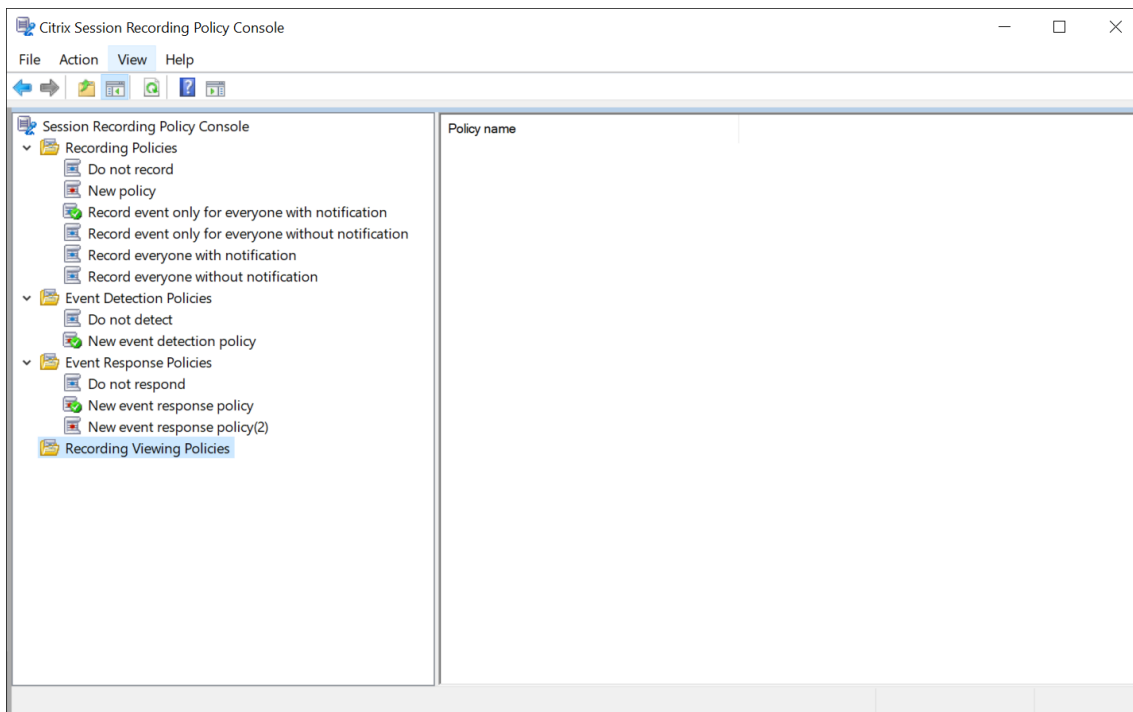 Citrix Session Recording Policy Console
File Action View Help
Session Recording Policy Console
Policy name
Recording Policies
Do not record
New policy
Record event only for everyone with notification
Record event only for everyone without notification
Record everyone with notification
Record everyone without notification
Event Detection Policies
Do not detect
New event detection policy
Event Response Policies
Do not respond
New event response policy
New event response policy(2)
Recording Viewing Policies